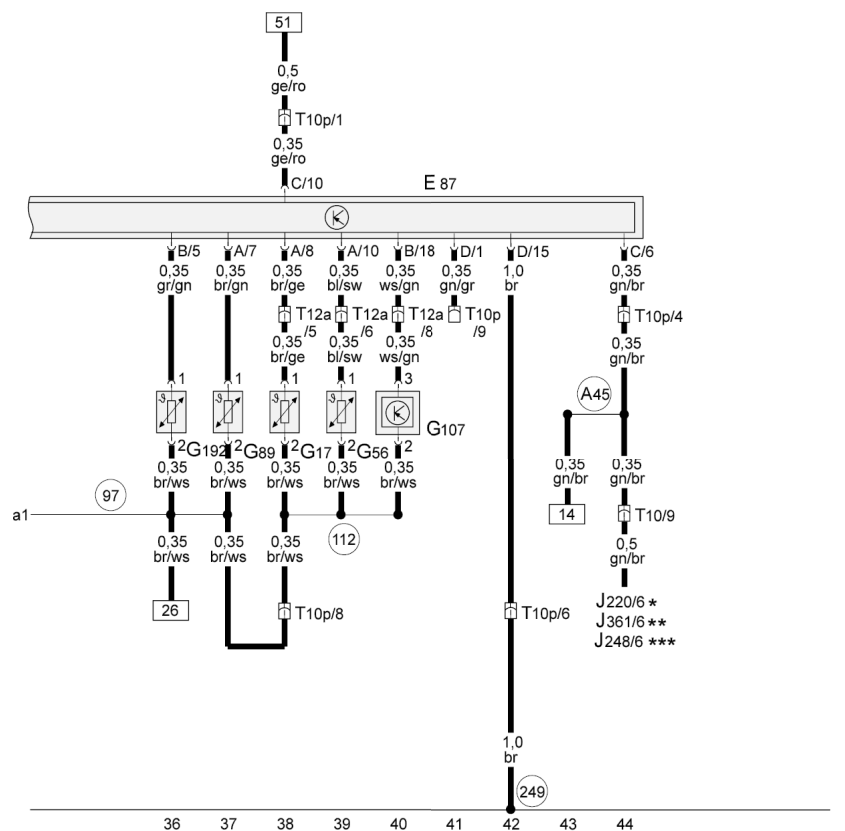 51
0,5
ge/ro
T10p/1
0,35
ge/ro
C/10
E 87
B/5 A/7 A/8 A/10 B/18 D/1 D/15 C/6
0,35 0,35 0,35 0,35 0,35 0,35 1,0 0,35
gr/gn br/gn br/ge bl/sw ws/gn gn/gr br gn/br
T12a T12a T12a T10p T10p/4
/5 /6 /8 /9
0,35 0,35 0,35 0,35
br/ge bl/sw ws/gn gn/br
1 1 1 1 3
A45
G107
2 G192 2 G89 2 G17 2 G56 2
0,35 0,35 0,35 0,35 0,35 0,35 0,35
br/ws br/ws br/ws br/ws br/ws gn/br gn/br
97
a1
14 T10/9
112
0,35 0,35 0,35 0,5
br/ws br/ws br/ws gn/br
26 T10p/8 T10p/6
J220/6 *
J361/6 **
J248/6 ***
1,0
br
249
36 37 38 39 40 41 42 43 44